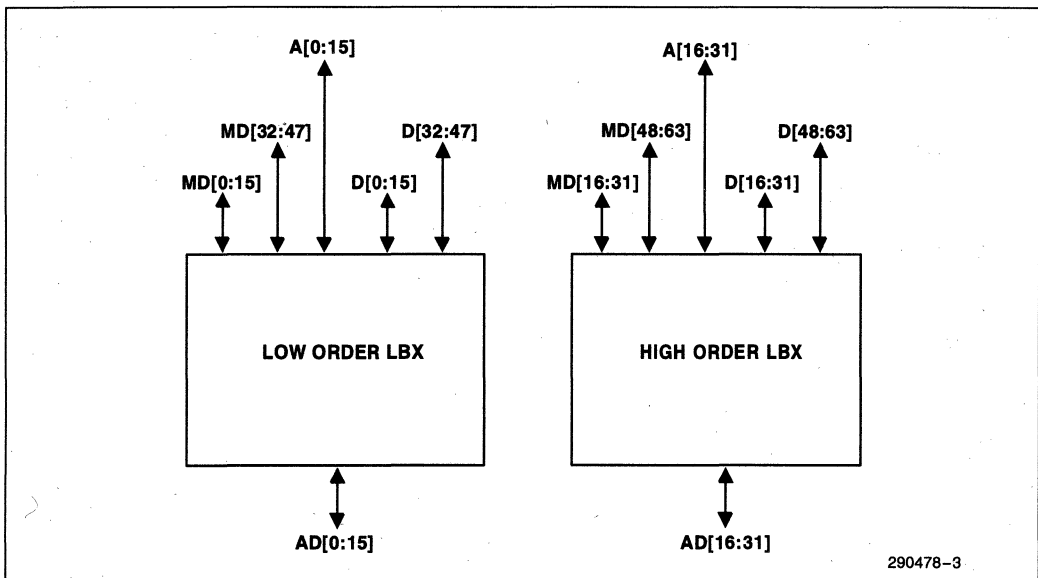 A[0:15] A[16:31]
MD[32:47] D[32:47] MD[48:63] D[48:63]
MD[0:15] D[0:15] MD[16:31] D[16:31]
LOW ORDER LBX HIGH ORDER LBX
AD[0:15] AD[16:31]
290478-3